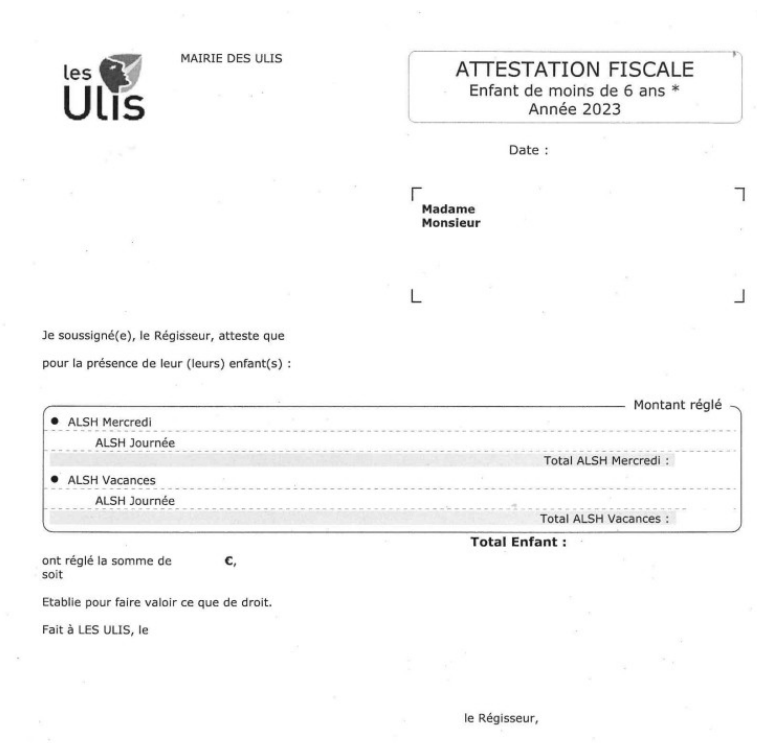 les
Ulis
MAIRIE DES ULIS
ATTESTATION FISCALE
Enfant de moins de 6 ans *
Année 2023
Date :
Madame
Monsieur
Je soussigné(e), le Régisseur, atteste que
pour la présence de leur (leurs) enfant(s) :
Montant réglé
• ALSH Mercredi
ALSH Journée
Total ALSH Mercredi :
• ALSH Vacances
ALSH Journée
Total ALSH Vacances :
Total Enfant :
ont réglé la somme de €,
soit
Etablie pour faire valoir ce que de droit.
Fait à LES ULIS, le
le Régisseur,